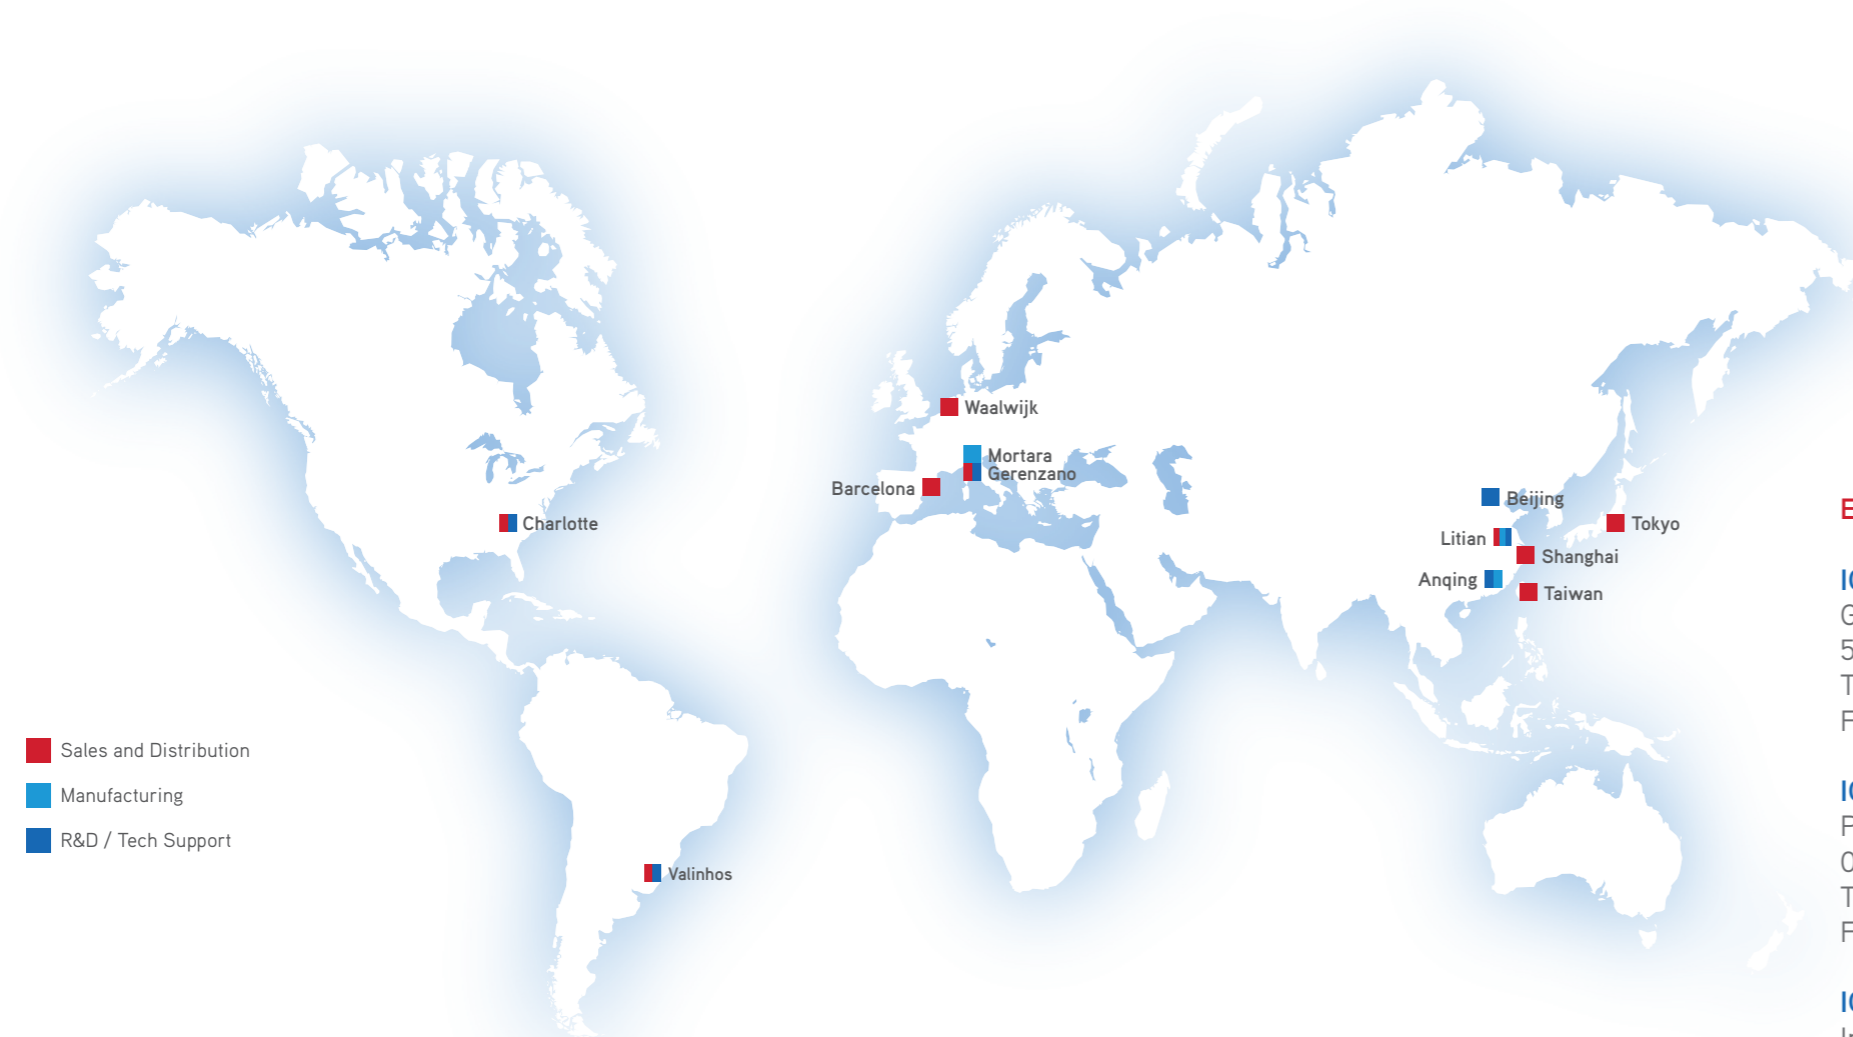 Waalwijk
Mortara
Gerenzano
Barcelona
Charlotte
Beijing
Tokyo
Litian
Shanghai
Anqing
Taiwan
Sales and Distribution
Manufacturing
R&D / Tech Support
Valinhos